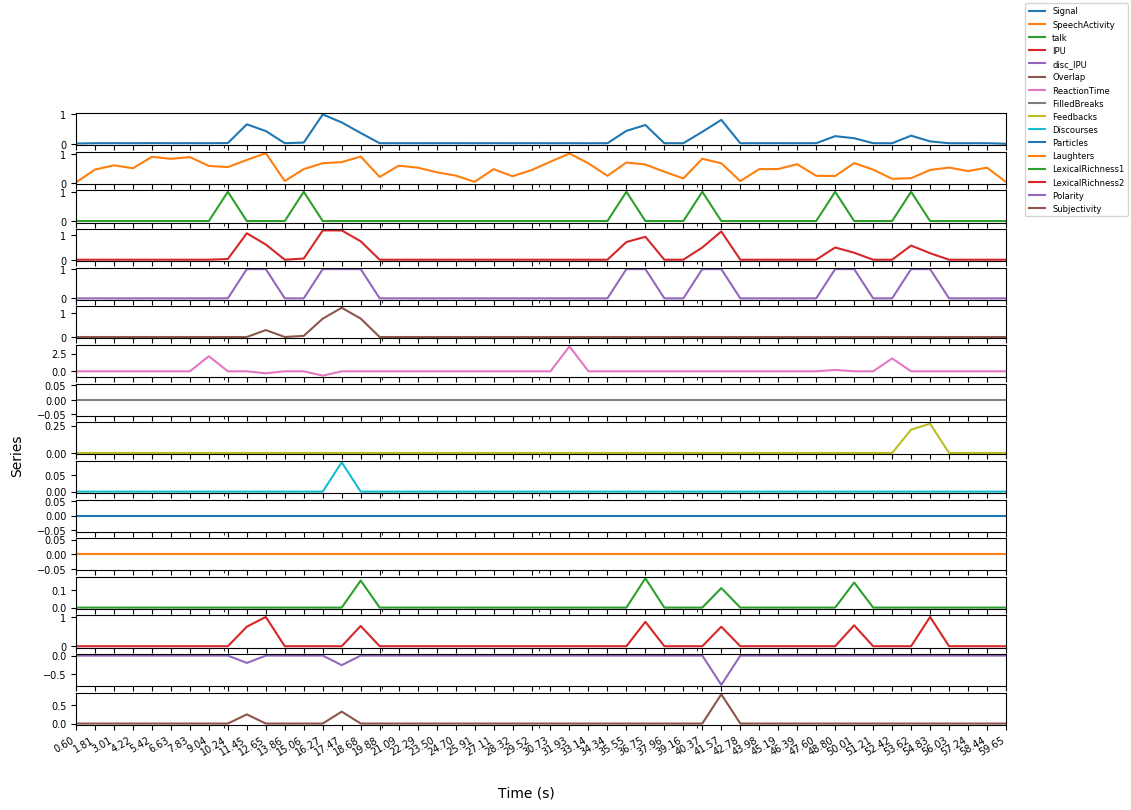 Signal
SpeechActivity
talk
IPU
disc_IPU
Overlap
ReactionTime
FilledBreaks
Feedbacks
Discourses
Particles
Laughters
LexicalRichness1
LexicalRichness2
Polarity
Subjectivity
1
0
1
0
1
0
1
0
1
0
1
0
2.5
0.0
0.05
0.00
−0.05
0.25
0.00
0.05
0.00
0.05
0.00
−0.05
0.05
0.00
−0.05
0.1
0.0
1
0
0.0
−0.5
0.5
0.0
Series
0.60 1.81 3.01 4.22 5.42 6.63 7.83 9.04 10.24 11.45 12.65 13.86 15.06 16.27 17.47 18.68 19.88 21.09 22.29 23.50 24.70 25.91 27.11 28.32 29.52 30.73 31.93 33.14 34.34 35.55 36.75 37.96 39.16 40.37 41.57 42.78 43.98 45.19 46.39 47.60 48.80 50.01 51.21 52.42 53.62 54.83 56.03 57.24 58.44 59.65
Time (s)